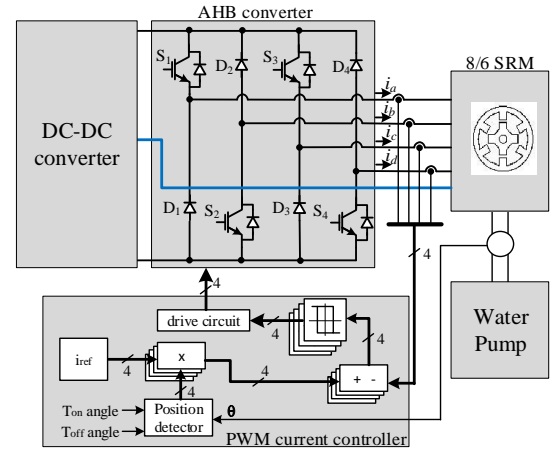 AHB converter
8/6 SRM
DC-DC
converter
S1
D2
S3
D4
ia
ib
ic
id
D1
S2
D3
S4
4
4
drive circuit
4
4
iref
4
x
4
4
+ -
Ton angle
Toff angle
Position
detector
θ
PWM current controller
Water
Pump